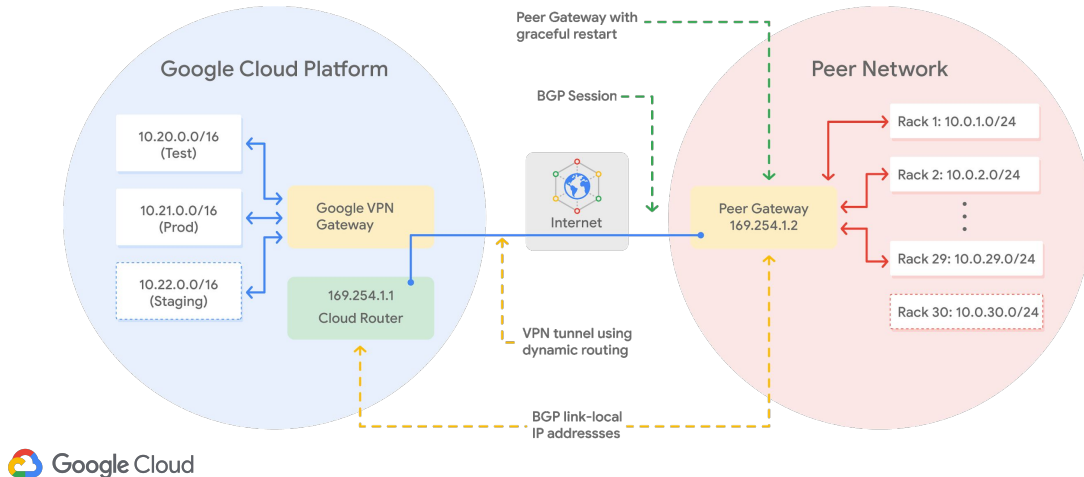 Peer Gateway with
graceful restart
Google Cloud Platform
Peer Network
BGP Session
10.20.0.0/16
(Test)
10.21.0.0/16
(Prod)
10.22.0.0/16
(Staging)
Google VPN
Gateway
169.254.1.1
Cloud Router
Internet
Peer Gateway
169.254.1.2
Rack 1: 10.0.1.0/24
Rack 2: 10.0.2.0/24
Rack 29: 10.0.29.0/24
Rack 30: 10.0.30.0/24
VPN tunnel using
dynamic routing
BGP link-local
IP addressses
Google Cloud